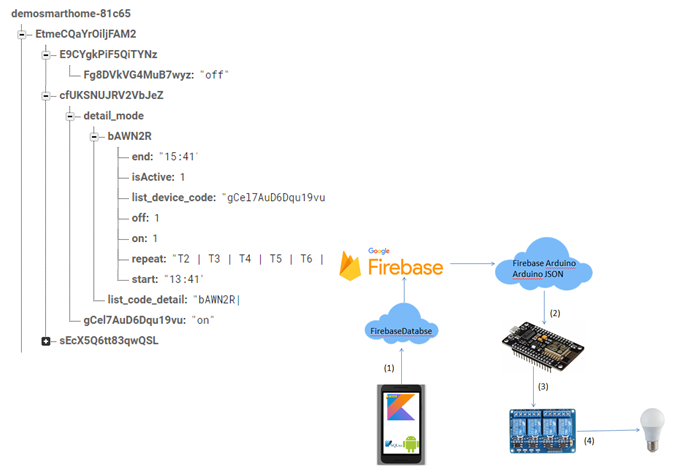 demosmarthome-81c65
EtmeCQaYrOiljFAM2
E9CYgkPiF5QiTYNz
Fg8DVkVG4MuB7wyz: "off"
cfUKSNUJRV2VbJeZ
detail_mode
bAWN2R
end: "15:41"
isActive: 1
list_device_code: "gCel7AuD6Dqu19vu
off: 1
on: 1
repeat: "T2 | T3 | T4 | T5 | T6 |
start: "13:41"
list_code_detail: "bAWN2R|
gCel7AuD6Dqu19vu: "on"
sEcX5Q6tt83qwQSL
Google
Firebase
Firebase Arduino
Arduino JSON
FirebaseDatabse
(1)
(2)
(3)
(4)